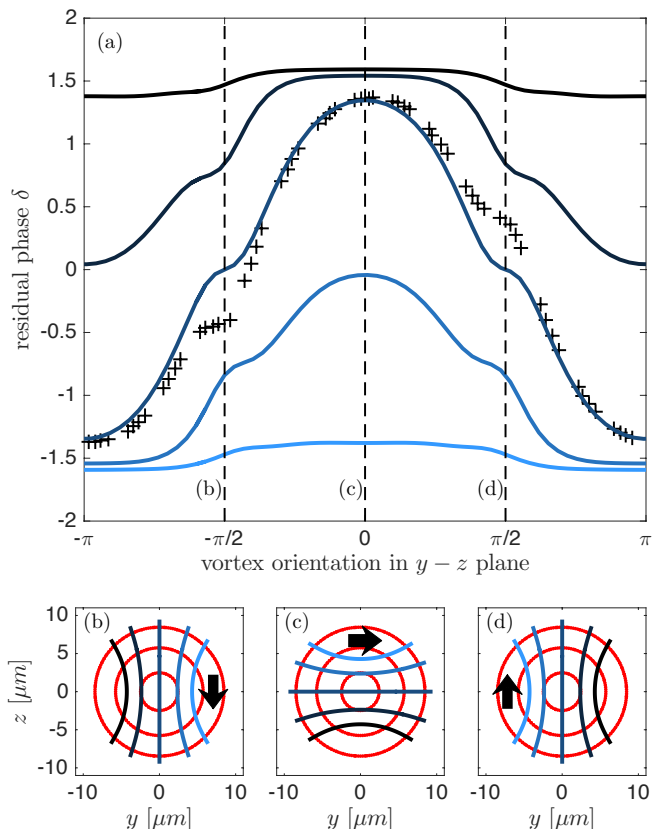 2
(a)
1.5
1
0.5
0
-0.5
-1
-1.5
-2
residual phase δ
(b) (c) (d)
-π -π/2 0 π/2 π
vortex orientation in y − z plane
10 (b) (c) (d)
5
0
-5
-10
z [μm]
-10 0 10 -10 0 10 -10 0 10
y [μm] y [μm] y [μm]